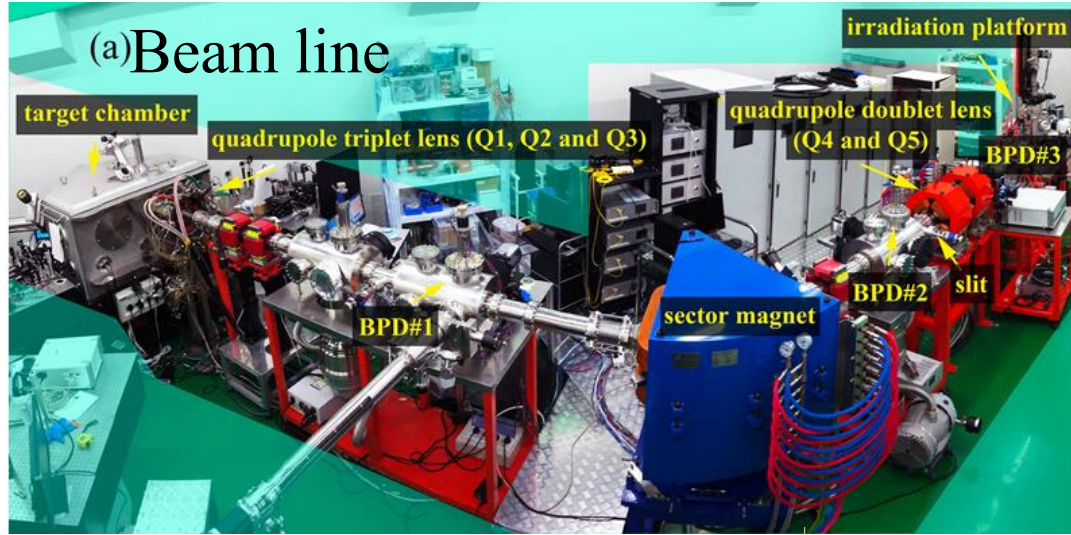 (a) Beam line
irradiation platform
target chamber
quadrupole triplet lens (Q1, Q2 and Q3)
quadrupole doublet lens
(Q4 and Q5)
BPD#3
BPD#1
BPD#2
slit
sector magnet